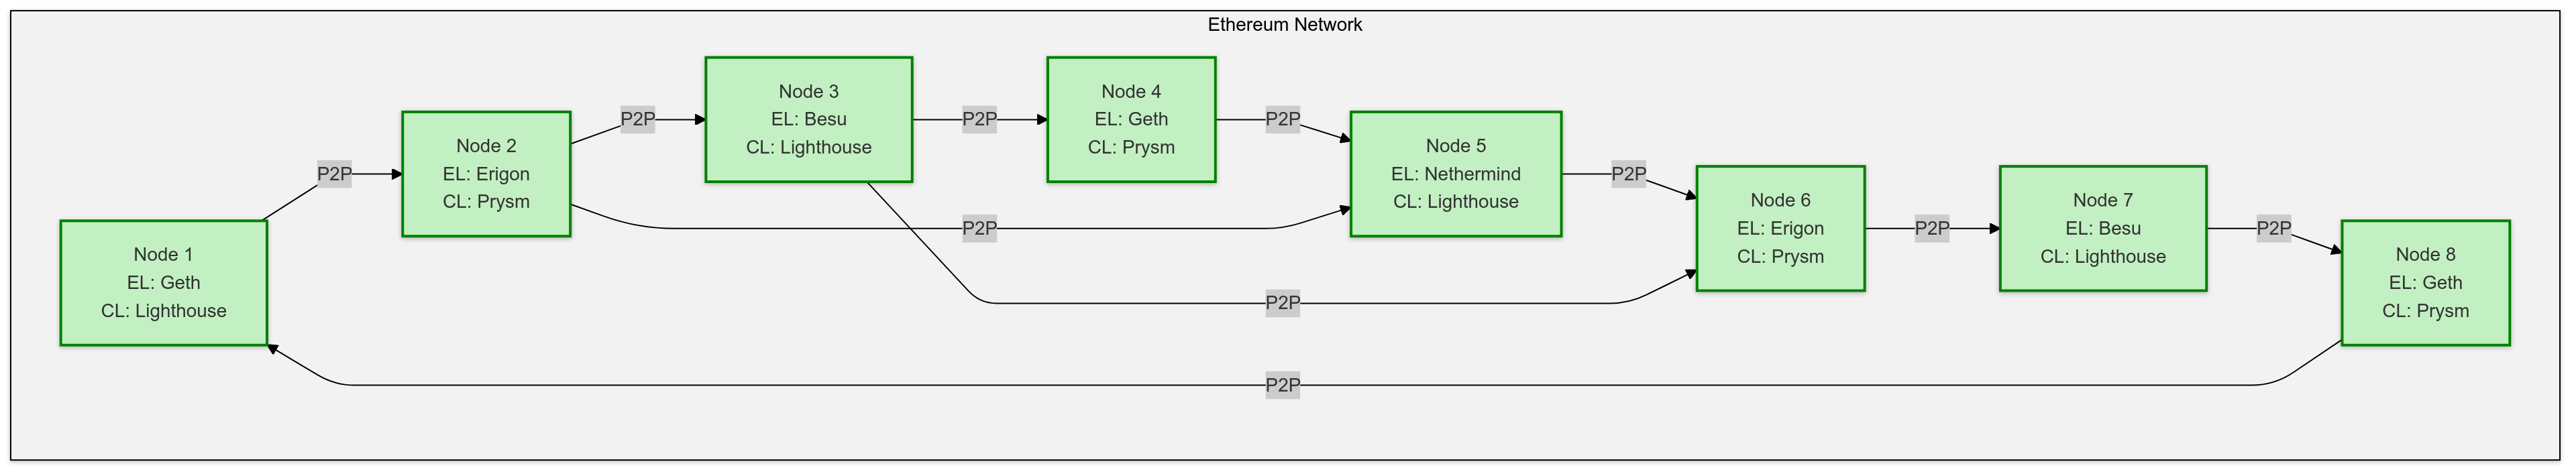 Ethereum Network
Node 1
EL: Geth
CL: Lighthouse
P2P
Node 2
EL: Erigon
CL: Prysm
P2P
Node 3
EL: Besu
CL: Lighthouse
P2P
Node 4
EL: Geth
CL: Prysm
P2P
P2P
Node 5
EL: Nethermind
CL: Lighthouse
P2P
P2P
Node 6
EL: Erigon
CL: Prysm
P2P
Node 7
EL: Besu
CL: Lighthouse
P2P
Node 8
EL: Geth
CL: Prysm
P2P